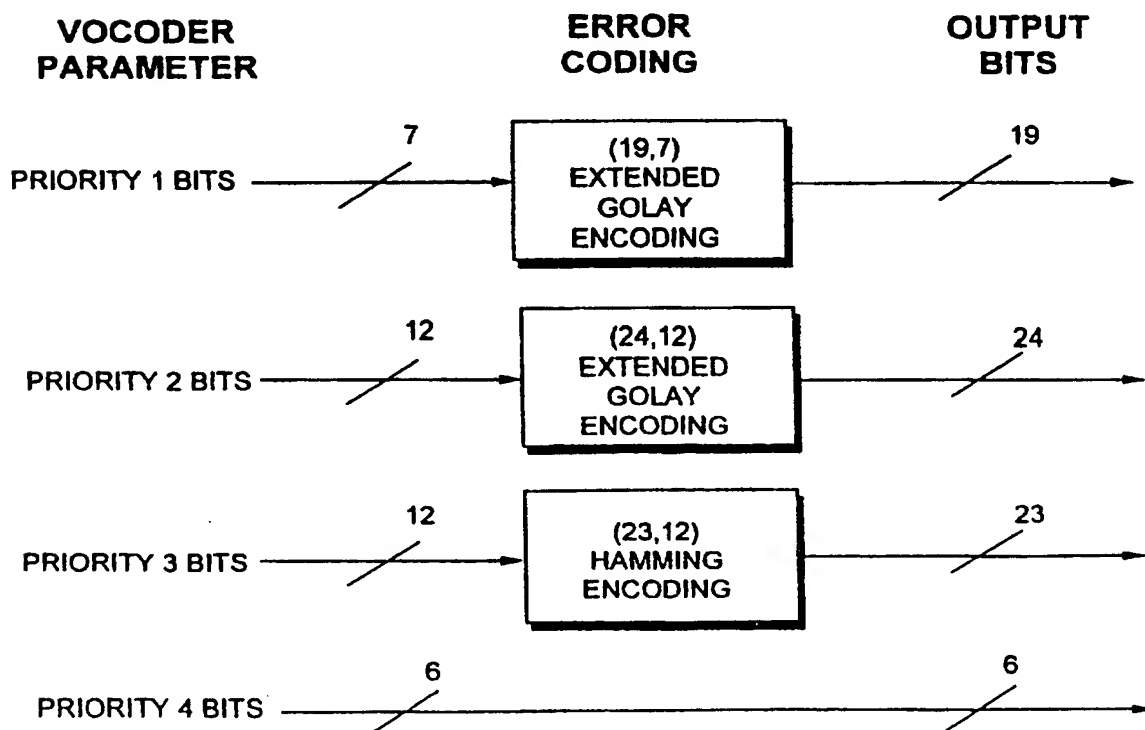 VOCODER
PARAMETER
ERROR
CODING
OUTPUT
BITS
PRIORITY 1 BITS
7
(19,7)
EXTENDED
GOLAY
ENCODING
19
PRIORITY 2 BITS
12
(24,12)
EXTENDED
GOLAY
ENCODING
24
PRIORITY 3 BITS
12
(23,12)
HAMMING
ENCODING
23
PRIORITY 4 BITS
6
6